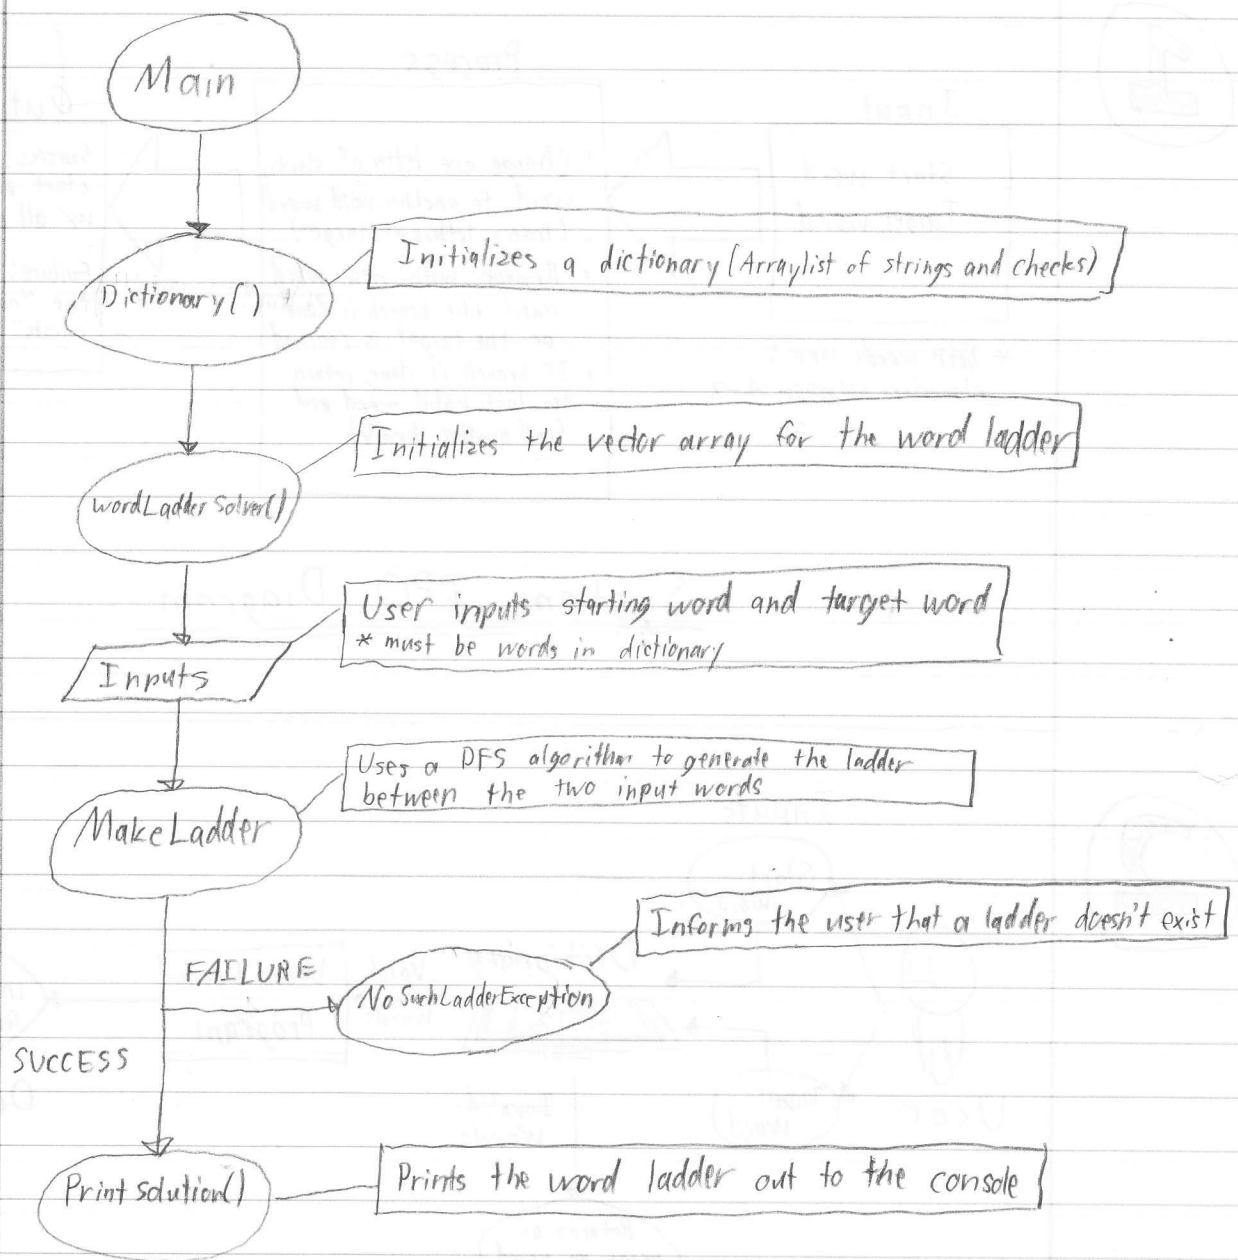 Main
Dictionary()
Initializes a dictionary (Arraylist of strings and checks)
wordLadderSolver()
Initializes the vector array for the word ladder
Inputs
User inputs starting word and target word
* must be words in dictionary
MakeLadder
Uses a DFS algorithm to generate the ladder
between the two input words
FAILURE
NoSuchLadderException
Informs the user that a ladder doesn't exist
SUCCESS
Printsolution()
Prints the word ladder out to the console